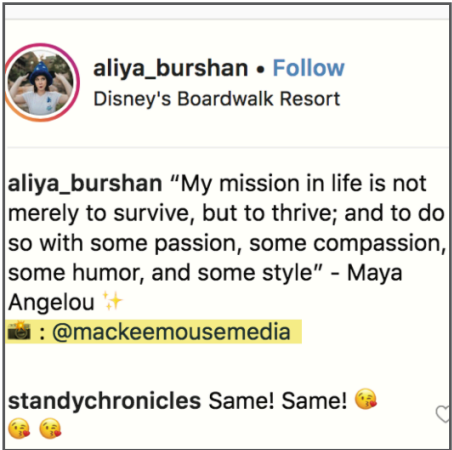 aliya_burshan • Follow
Disney's Boardwalk Resort
aliya_burshan “My mission in life is not
merely to survive, but to thrive; and to do
so with some passion, some compassion,
some humor, and some style” - Maya
Angelou ✨
📸 : @mackeemousemedia
standychronicles Same! Same! 😘
😘 😘